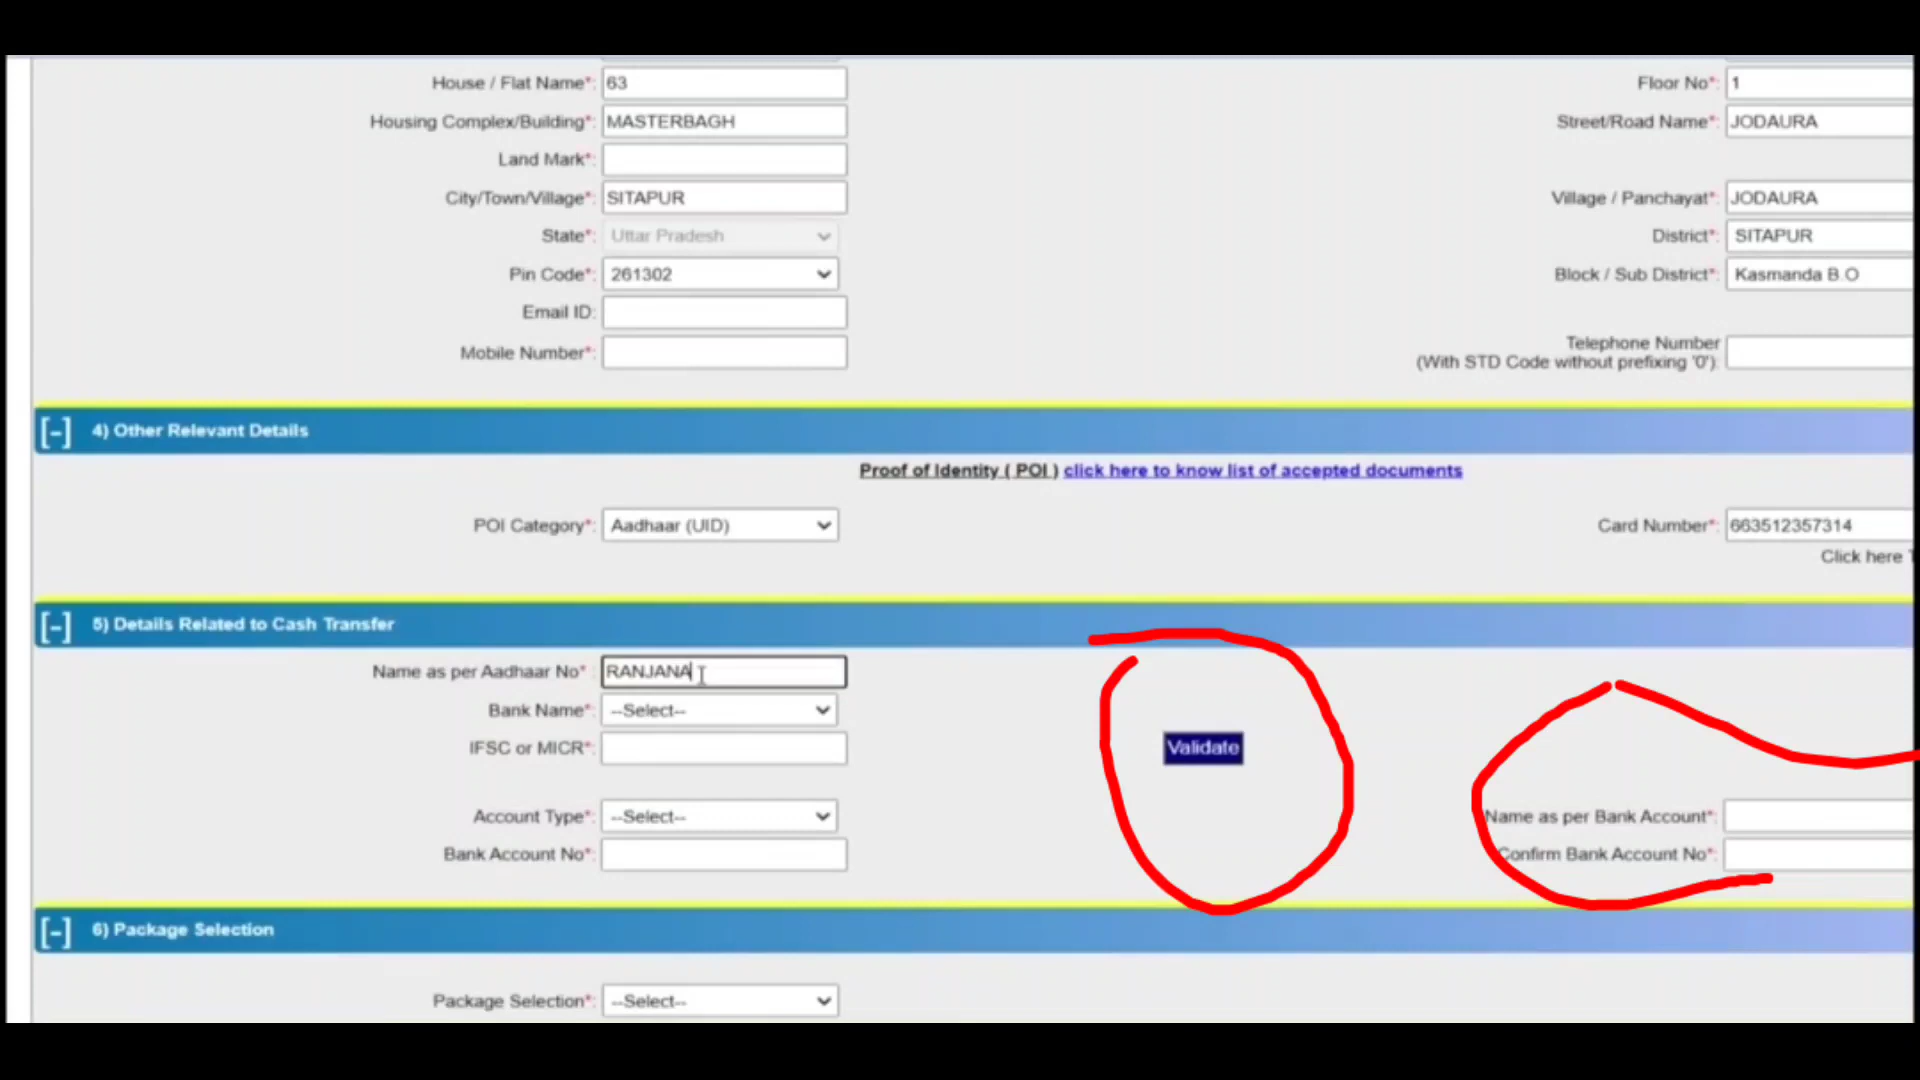 House / Flat Name*: 63 Floor No*: 1
Housing Complex/Building*: MASTERBAGH Street/Road Name*: JODAURA
Land Mark*:
City/Town/Village*: SITAPUR Village / Panchayat*: JODAURA
State*: Uttar Pradesh District*: SITAPUR
Pin Code*: 261302 Block / Sub District*: Kasmanda B.O
Email ID:
Mobile Number*: Telephone Number
(With STD Code without prefixing '0'):
[-] 4) Other Relevant Details
Proof of Identity ( POI ) click here to know list of accepted documents
POI Category*: Aadhaar (UID) Card Number*: 663512357314
Click here
[-] 5) Details Related to Cash Transfer
Name as per Aadhaar No* : RANJANA
Bank Name*: --Select--
IFSC or MICR*: Validate
Account Type*: --Select-- Name as per Bank Account*:
Bank Account No*: Confirm Bank Account No*:
[-] 6) Package Selection
Package Selection*: --Select--